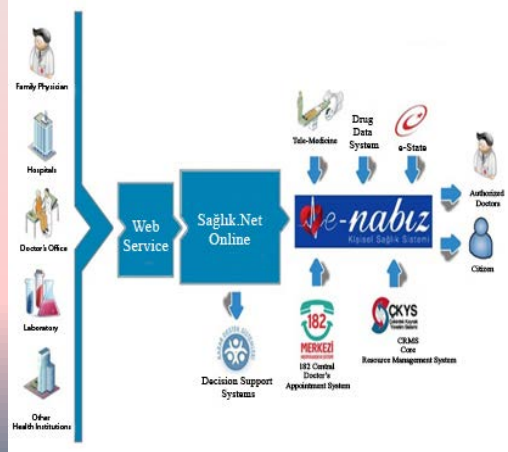 Family Physician
Hospitals
Doctor's Office
Laboratory
Other
Health Institutions
Web
Service
Sağlık.Net
Online
Decision Support
Systems
Tele-Medicine
Drug
Data
System
e-State
e-nabız
Kişisel Sağlık Sistemi
182
MERKEZİ
182 Central
Doctor's
Appointment System
ÇKYS
CRMS
Core
Resource Management System
Authorized
Doctors
Citizen